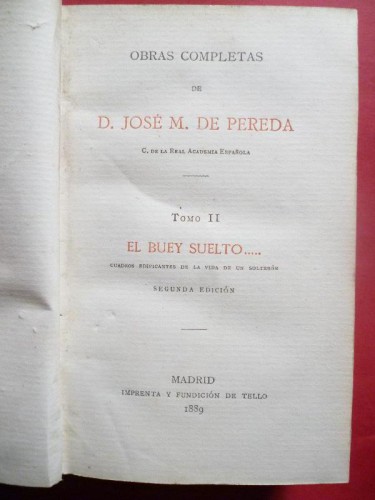 OBRAS COMPLETAS
DE
D. JOSÉ M. DE PEREDA
C. DE LA REAL ACADEMIA ESPAÑOLA
TOMO II
EL BUEY SUELTO.....
CUADROS EDIFICANTES DE LA VIDA DE UN SOLTERÓN
SEGUNDA EDICIÓN
MADRID
IMPRENTA Y FUNDICIÓN DE TELLO
1889